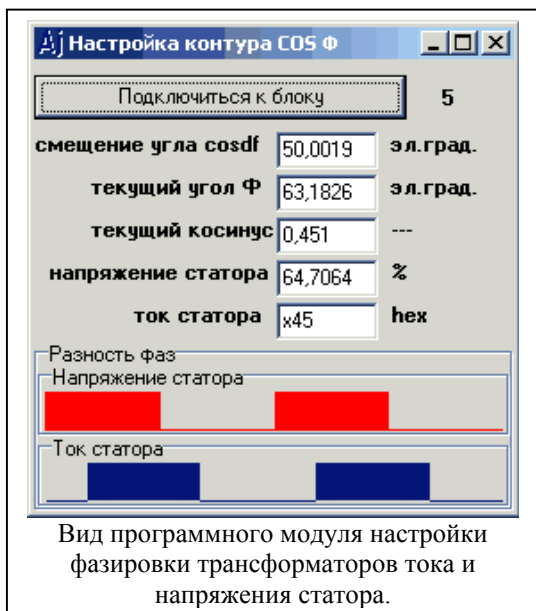 Aj Настройка контура COS Ф
Подключиться к блоку 5
смещение угла cosdf 50,0019 эл.град.
текущий угол Ф 63,1826 эл.град.
текущий косинус 0,451 ---
напряжение статора 64,7064 %
ток статора x45 hex
Разность фаз
Напряжение статора
Ток статора
Вид программного модуля настройки
фазировки трансформаторов тока и
напряжения статора.